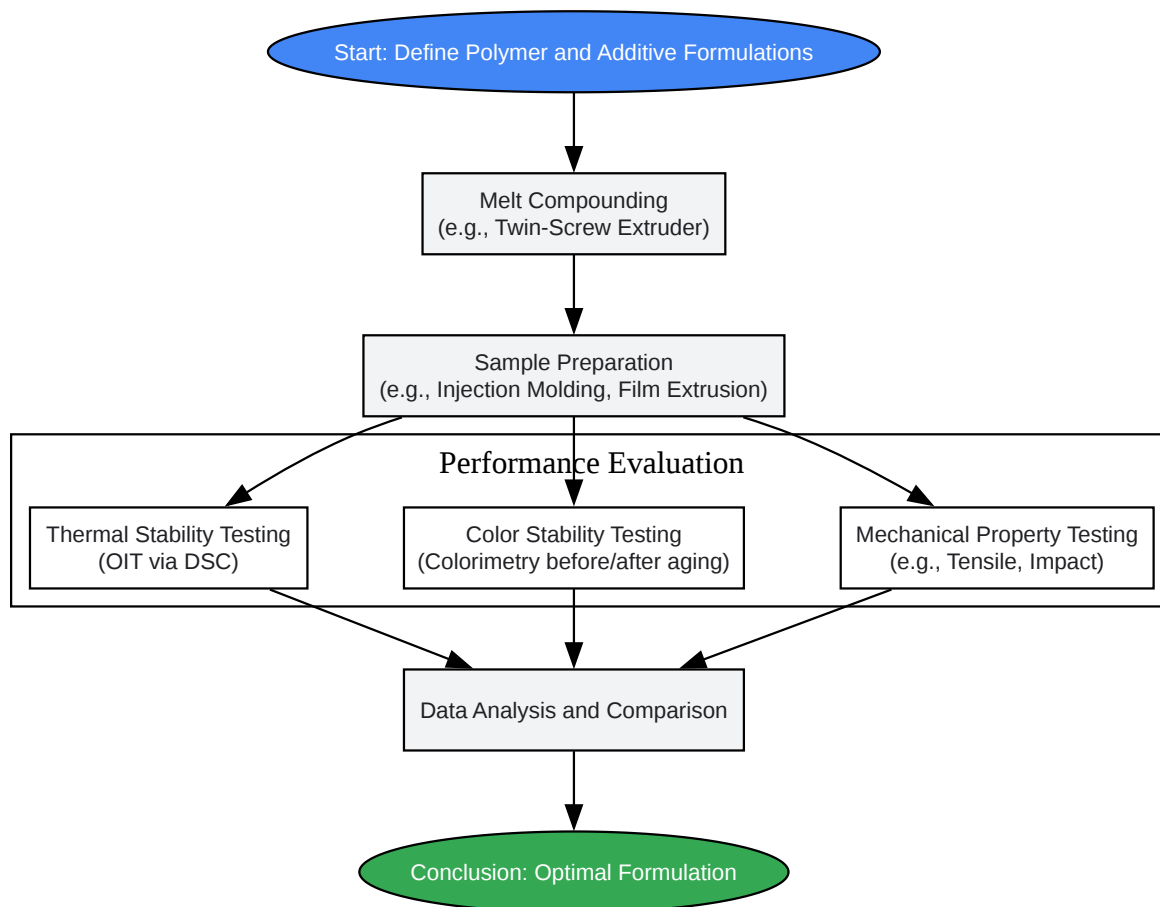 Start: Define Polymer and Additive Formulations
Melt Compounding
(e.g., Twin-Screw Extruder)
Sample Preparation
(e.g., Injection Molding, Film Extrusion)
Performance Evaluation
Thermal Stability Testing
(OIT via DSC)
Color Stability Testing
(Colorimetry before/after aging)
Mechanical Property Testing
(e.g., Tensile, Impact)
Data Analysis and Comparison
Conclusion: Optimal Formulation